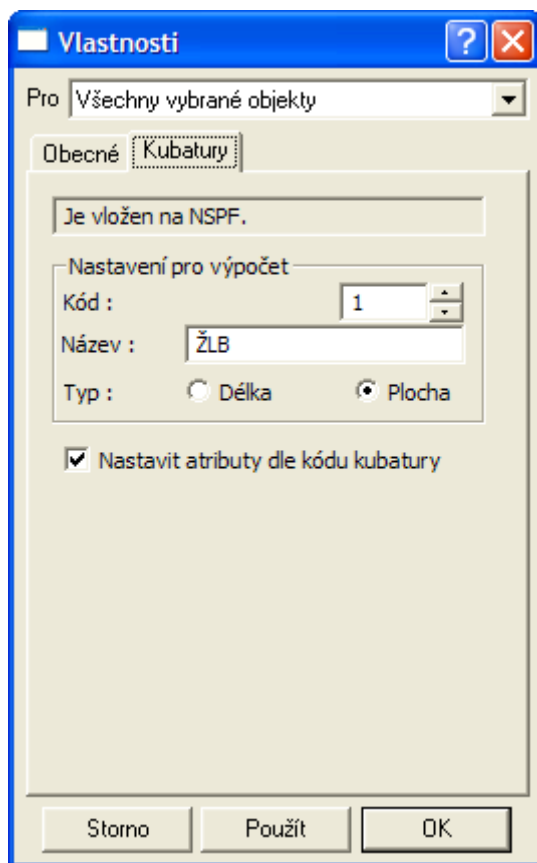 Vlastnosti
Pro Všechny vybrané objekty
Obecné Kubatury
Je vložen na NSPF.
Nastavení pro výpočet
Kód : 1
Název : ŽLB
Typ : Délka Plocha
Nastavit atributy dle kódu kubatury
Storno Použít OK